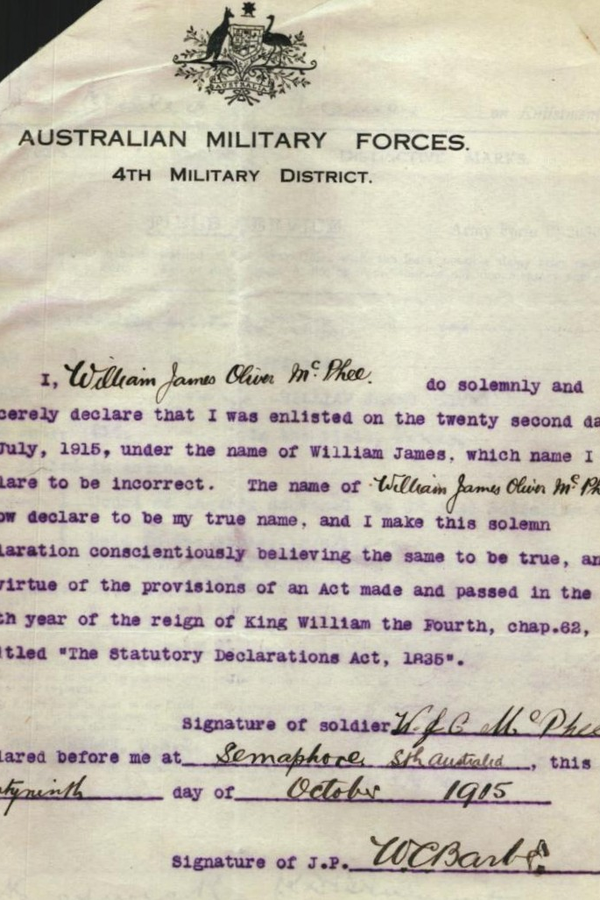 AUSTRALIA
AUSTRALIAN MILITARY FORCES.
4TH MILITARY DISTRICT.
I, William James Oliver McPhee. do solemnly and
cerely declare that I was enlisted on the twenty second da
July, 1915, under the name of William James, which name I
lare to be incorrect. The name of William James Oliver McPh
ow declare to be my true name, and I make this solemn
laration conscientiously believing the same to be true, an
virtue of the provisions of an Act made and passed in the
th year of the reign of King William the Fourth, chap.62,
itled "The Statutory Declarations Act, 1835".
Signature of soldier W. J. O McPhee
lared before me at Semaphore Sth Australia, this
ntyninth day of October 1915
Signature of J.P.